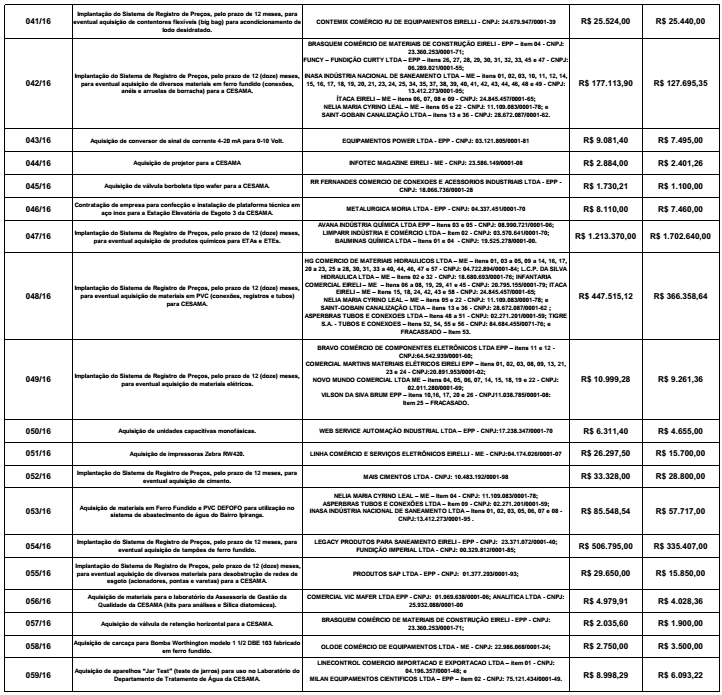 041/16
Implantação do Sistema de Registro de Preços, pelo prazo de 12 meses, para
eventual aquisição de contentores flexíveis (big bag) para acondicionamento de
lodo desidratado.
CONTEMIX COMÉRCIO RJ DE EQUIPAMENTOS EIRELLI - CNPJ: 24.679.947/0001-39
R$ 25.524,00
R$ 25.440,00
042/16
Implantação do Sistema de Registro de Preços, pelo prazo de 12 (doze) meses,
para eventual aquisição de diversos materiais em ferro fundido (conexões,
anéis e arruelas de borracha) para a CESAMA.
BRASQUEM COMÉRCIO DE MATERIAIS DE CONSTRUÇÃO EIRELI - EPP – item 04 - CNPJ:
23.360.253/0001-71;
FUNCY – FUNDIÇÃO CURTY LTDA – EPP – itens 26, 27, 28, 29, 30, 31, 32, 33, 45 e 47 - CNPJ:
06.289.021/0001-55;
INASA INDÚSTRIA NACIONAL DE SANEAMENTO LTDA – ME – itens 01, 02, 03, 10, 11, 12, 14,
15, 16, 17, 18, 19, 20, 21, 23, 24, 25, 34, 35, 37, 38, 39, 40, 41, 42, 43, 44, 46, 48 e 49 - CNPJ:
13.412.273/0001-95;
ÍTACA EIRELI – ME – itens 06, 07, 08 e 09 - CNPJ: 24.845.457/0001-65;
NELIA MARIA CYRINO LEAL – ME – itens 05 e 22 - CNPJ: 11.109.083/0001-78; e
SAINT-GOBAIN CANALIZAÇÃO LTDA – itens 13 e 36 - CNPJ: 28.672.087/0001-62.
R$ 177.113,90
R$ 127.695,35
043/16
Aquisição de conversor de sinal de corrente 4-20 mA para 0-10 Volt.
EQUIPAMENTOS POWER LTDA - EPP - CNPJ: 03.121.805/0001-81
R$ 9.081,40
R$ 7.495,00
044/16
Aquisição de projetor para a CESAMA
INFOTEC MAGAZINE EIRELI - ME - CNPJ: 23.586.149/0001-08
R$ 2.884,00
R$ 2.401,26
045/16
Aquisição de válvula borboleta tipo wafer para a CESAMA.
RR FERNANDES COMERCIO DE CONEXOES E ACESSORIOS INDUSTRIAIS LTDA - EPP -
CNPJ: 18.066.736/0001-28
R$ 1.730,21
R$ 1.100,00
046/16
Contratação de empresa para confecção e instalação de plataforma técnica em
aço inox para a Estação Elevatória de Esgoto 3 da CESAMA.
METALURGICA MORIA LTDA - EPP - CNPJ: 04.337.451/0001-70
R$ 8.110,00
R$ 7.460,00
047/16
Implantação do Sistema de Registro de Preços, pelo prazo de 12 (doze) meses,
para eventual aquisição de produtos químicos para ETAs e ETEs.
AVANA INDÚSTRIA QUÍMICA LTDA EPP – Itens 03 e 05 - CNPJ: 08.990.721/0001-06;
LIMPARR INDÚSTRIA E COMÉRCIO LTDA – Item 02 - CNPJ: 03.570.641/0001-70;
BAUMINAS QUÍMICA LTDA – Itens 01 e 04 - CNPJ: 19.525.278/0001-00.
R$ 1.213.370,00
R$ 1.702.640,00
048/16
Implantação do Sistema de Registro de Preços, pelo prazo de 12 (doze) meses,
para eventual aquisição de materiais em PVC (conexões, registros e tubos)
para CESAMA.
HG COMERCIO DE MATERIAIS HIDRAULICOS LTDA – ME - itens 01, 03 a 05, 09 a 14, 16, 17,
20 a 23, 25 a 28, 30, 31, 33 a 40, 44, 46, 47 e 57 - CNPJ: 04.722.894/0001-84; L.C.P. DA SILVA
HIDRAULICA LTDA – ME – Itens 02 e 32 - CNPJ: 18.680.693/0001-76; INFANTARIA
COMERCIAL EIRELI – ME – itens 06 a 08, 19, 29, 41 e 45 - CNPJ: 20.795.155/0001-79; ITACA
EIRELI – ME – itens 15, 18, 24, 42, 43 e 58 - CNPJ: 24.845.457/0001-65;
NELIA MARIA CYRINO LEAL – ME – itens 05 e 22 - CNPJ: 11.109.083/0001-78; e
SAINT-GOBAIN CANALIZAÇÃO LTDA – itens 13 e 36 - CNPJ: 28.672.087/0001-62 ;
ASPERBRAS TUBOS E CONEXOES LTDA – Itens 48 a 51 - CNPJ: 02.271.201/0001-59; TIGRE
S.A. - TUBOS E CONEXOES – itens 52, 54, 55 e 56 - CNPJ: 84.684.455/0071-76; e
FRACASSADO – Item 53.
R$ 447.515,12
R$ 366.358,64
049/16
Implantação do Sistema de Registro de Preços, pelo prazo de 12 (doze) meses,
para eventual aquisição de materiais elétricos.
BRAVO COMÉRCIO DE COMPONENTES ELETRÔNICOS LTDA EPP – itens 11 e 12 -
CNPJ:64.542.939/0001-60;
COMERCIAL MARTINS MATERIAIS ELÉTRICOS EIRELI EPP – itens 01, 02, 03, 08, 09, 13, 21,
23 e 24 - CNPJ:20.891.953/0001-02;
NOVO MUNDO COMERCIAL LTDA ME – itens 04, 05, 06, 07, 14, 15, 18, 19 e 22 - CNPJ:
02.011.280/0001-69;
VILSON DA SIVA BRUM EPP – itens 10,16, 17, 20 e 26 - CNPJ11.038.785/0001-08:
Item 25 – FRACASADO.
R$ 10.999,28
R$ 9.261,36
050/16
Aquisição de unidades capacitivas monofásicas.
WEB SERVICE AUTOMAÇÃO INDUSTRIAL LTDA – EPP - CNPJ:17.238.347/0001-70
R$ 6.311,40
R$ 4.655,00
051/16
Aquisição de impressoras Zebra RW420.
LINHA COMÉRCIO E SERVIÇOS ELETRÔNICOS EIRELLI - ME - CNPJ:04.174.026/0001-07
R$ 26.297,50
R$ 15.700,00
052/16
Implantação do Sistema de Registro de Preços, pelo prazo de 12 meses, para
eventual aquisição de cimento.
MAIS CIMENTOS LTDA - CNPJ: 10.483.192/0001-98
R$ 33.328,00
R$ 28.800,00
053/16
Aquisição de materiais em Ferro Fundido e PVC DEFOFO para utilização no
sistema de abastecimento de água do Bairro Ipiranga.
NELIA MARIA CYRINO LEAL – ME – Item 04 - CNPJ: 11.109.083/0001-78;
ASPERBRAS TUBOS E CONEXÕES LTDA – Item 09 - CNPJ: 02.271.201/0001-59;
INASA INDÚSTRIA NACIONAL DE SANEAMENTO LTDA – ME – Itens 01, 02, 03, 05, 06, 07 e 08 -
CNPJ:13.412.273/0001-95 .
R$ 85.548,54
R$ 57.717,00
054/16
Implantação do Sistema de Registro de Preços, pelo prazo de 12 meses, para
eventual aquisição de tampões de ferro fundido.
LEGACY PRODUTOS PARA SANEAMENTO EIRELI - EPP - CNPJ: 23.371.072/0001-40;
FUNDIÇÃO IMPERIAL LTDA - CNPJ: 00.329.812/0001-85;
R$ 506.795,00
R$ 335.407,00
055/16
Implantação do Sistema de Registro de Preços, pelo prazo de 12 (doze) meses,
para eventual aquisição de diversos materiais para desobstrução de redes de
esgoto (acionadores, pontas e varetas) para a CESAMA.
PRODUTOS SAP LTDA - EPP - CNPJ: 01.377.293/0001-93;
R$ 29.650,00
R$ 15.850,00
056/16
Aquisição de materiais para o laboratório da Assessoria de Gestão da
Qualidade da CESAMA (kits para análises e Sílica diatomácea).
COMERCIAL VIC MAFER LTDA EPP - CNPJ: 01.969.638/0001-06; ANALITICA LTDA - CNPJ:
25.932.088/0001-00
R$ 4.979,91
R$ 4.028,36
057/16
Aquisição de válvula de retenção horizontal para a CESAMA.
BRASQUEM COMÉRCIO DE MATERIAIS DE CONSTRUÇÃO EIRELI - EPP - CNPJ:
23.360.253/0001-71;
R$ 2.035,60
R$ 1.900,00
058/16
Aquisição de carcaça para Bomba Worthington modelo 1 1/2 DBE 103 fabricado
em ferro fundido.
OLODE COMÉRCIO DE EQUIPAMENTOS LTDA – ME - CNPJ: 22.986.068/0001-24;
R$ 2.750,00
R$ 3.500,00
059/16
Aquisição de aparelhos "Jar Test" (teste de jarros) para uso no Laboratório do
Departamento de Tratamento de Água da CESAMA.
LINECONTROL COMERCIO IMPORTACAO E EXPORTACAO LTDA – item 01 - CNPJ:
04.196.357/0001-48; e
MILAN EQUIPAMENTOS CIENTIFICOS LTDA – EPP – item 02 - CNPJ: 75.121.434/0001-49.
R$ 8.998,29
R$ 6.093,22